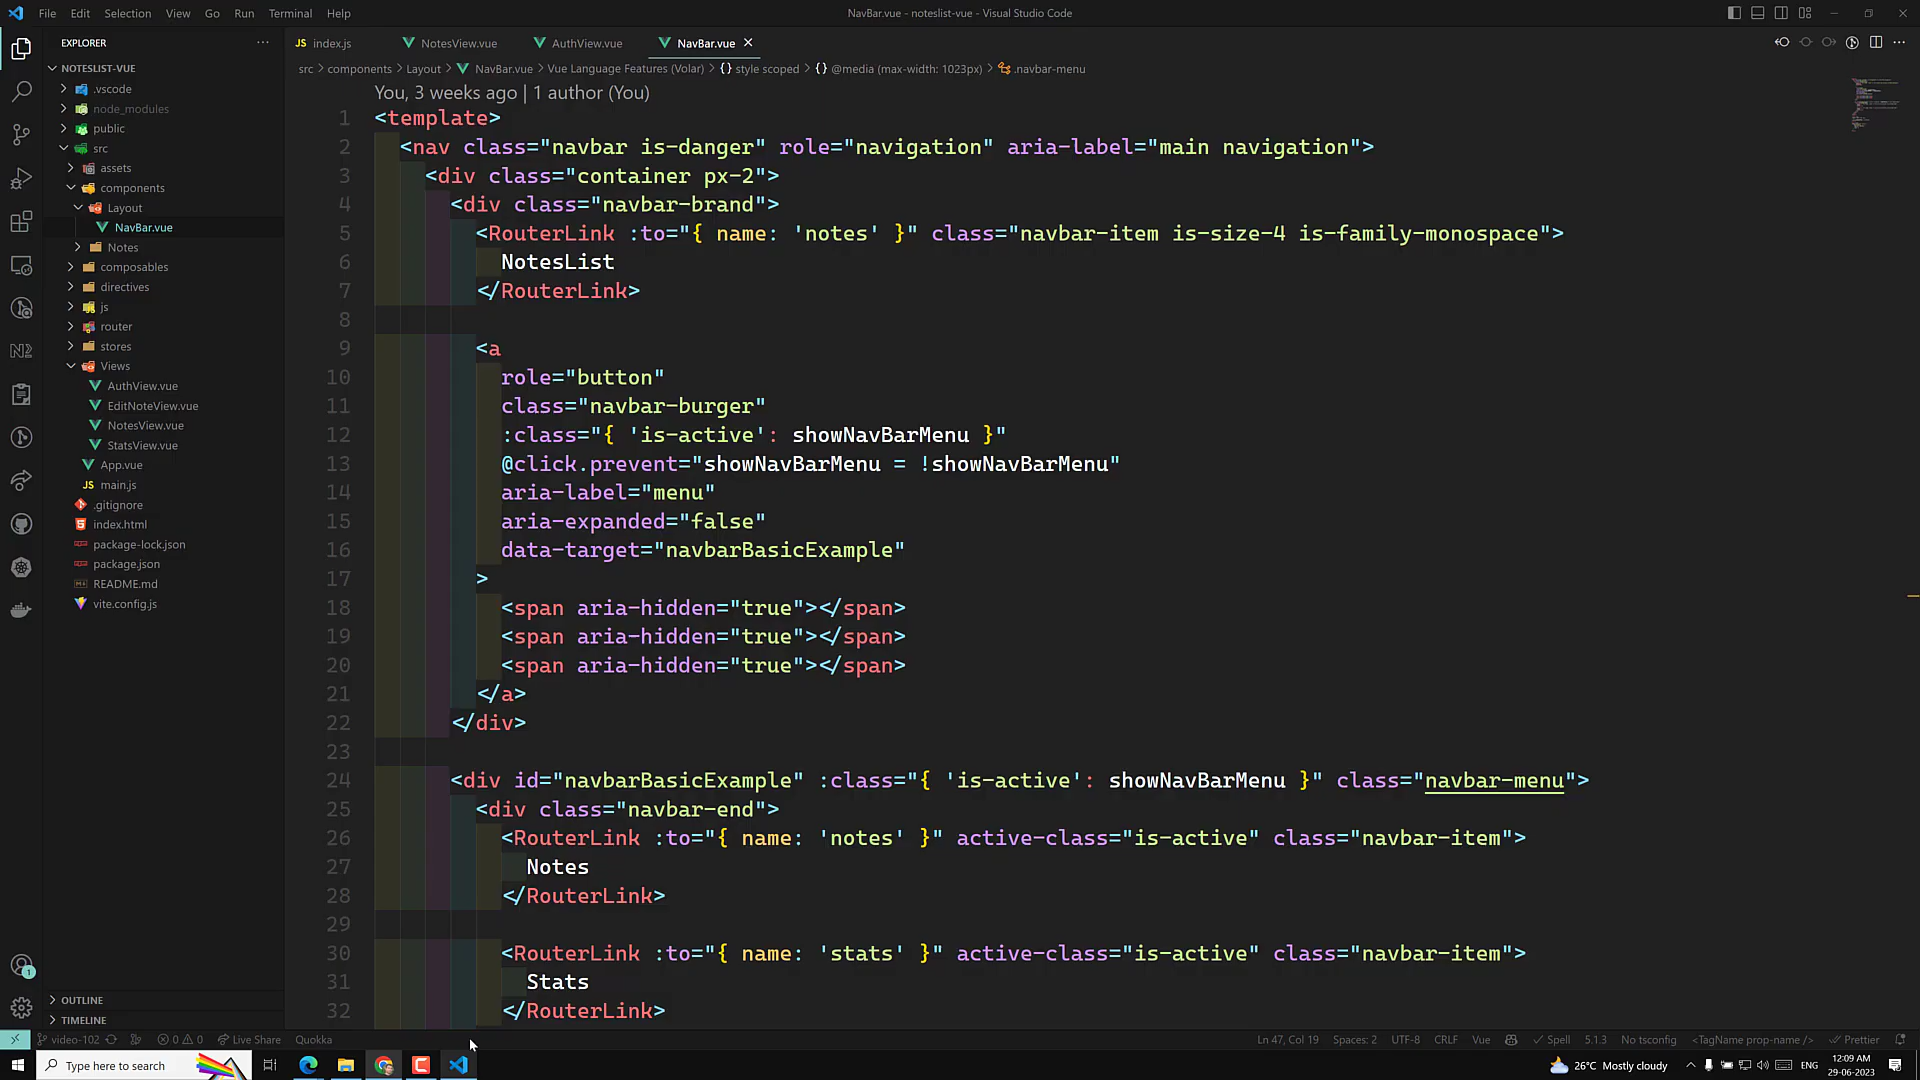 File Edit Selection View Go Run Terminal Help
NavBar.vue - noteslist-vue - Visual Studio Code
EXPLORER
NOTESLIST-VUE
.vscode
node_modules
public
src
assets
components
Layout
NavBar.vue
Notes
composables
directives
js
router
stores
Views
AuthView.vue
EditNoteView.vue
NotesView.vue
StatsView.vue
App.vue
JS main.js
.gitignore
index.html
package-lock.json
package.json
README.md
vite.config.js
OUTLINE
TIMELINE
JS index.js
NotesView.vue
AuthView.vue
NavBar.vue
src > components > Layout > NavBar.vue > Vue Language Features (Volar) > {} style scoped > {} @media (max-width: 1023px) > .navbar-menu
You, 3 weeks ago | 1 author (You)
1 <template>
2 <nav class="navbar is-danger" role="navigation" aria-label="main navigation">
3 <div class="container px-2">
4 <div class="navbar-brand">
5 <RouterLink :to="{ name: 'notes' }" class="navbar-item is-size-4 is-family-monospace">
6 NotesList
7 </RouterLink>
8
9 <a
10 role="button"
11 class="navbar-burger"
12 :class="{ 'is-active': showNavBarMenu }"
13 @click.prevent="showNavBarMenu = !showNavBarMenu"
14 aria-label="menu"
15 aria-expanded="false"
16 data-target="navbarBasicExample"
17 >
18 <span aria-hidden="true"></span>
19 <span aria-hidden="true"></span>
20 <span aria-hidden="true"></span>
21 </a>
22 </div>
23
24 <div id="navbarBasicExample" :class="{ 'is-active': showNavBarMenu }" class="navbar-menu">
25 <div class="navbar-end">
26 <RouterLink :to="{ name: 'notes' }" active-class="is-active" class="navbar-item">
27 Notes
28 </RouterLink>
29
30 <RouterLink :to="{ name: 'stats' }" active-class="is-active" class="navbar-item">
31 Stats
32 </RouterLink>
video-102 0 0 Live Share Quokka
Ln 47, Col 19 Spaces: 2 UTF-8 CRLF Vue 5.1.3 Spell No tsconfig <TagName prop-name /> Prettier
Type here to search
26°C Mostly cloudy
ENG
12:09 AM
29-06-2023